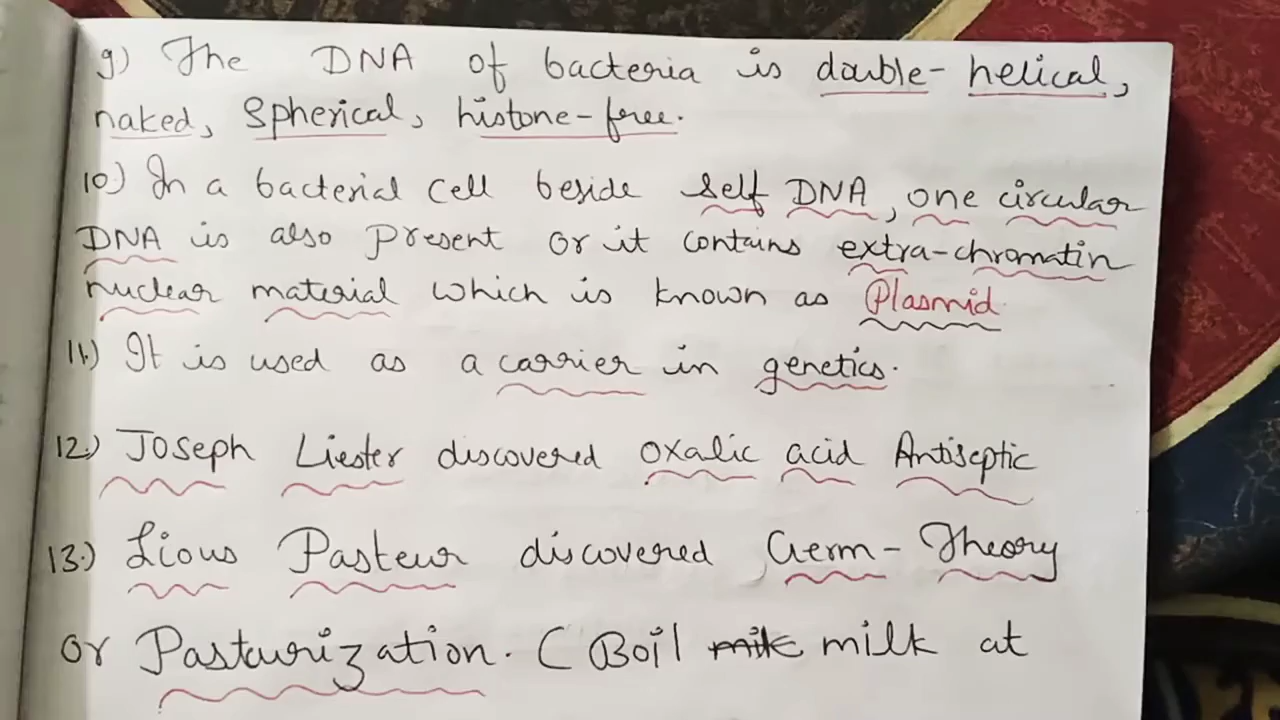 9) The DNA of bacteria is double-helical,
naked, Spherical, histone-free.
10) In a bacterial cell beside self DNA, one circular
DNA is also present or it contains extra-chromatin
nuclear material which is known as Plasmid
11.) It is used as a carrier in genetics.
12.) Joseph Liester discovered oxalic acid Antiseptic
13.) Lious Pasteur discovered Germ-Theory
or Pasturization. (Boil milk at